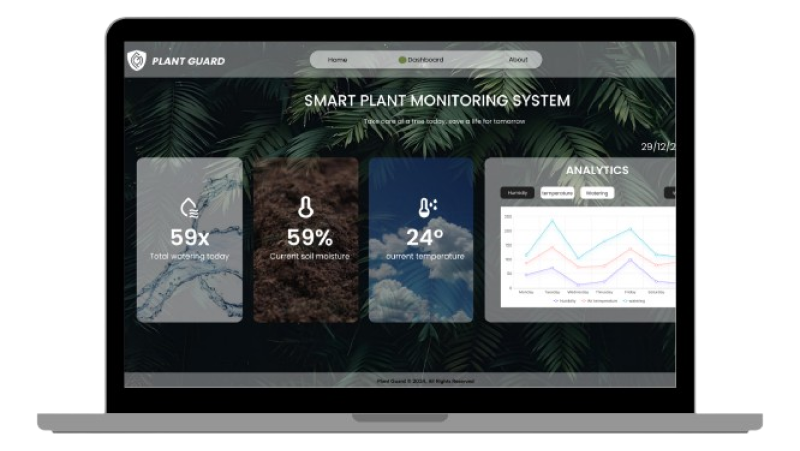 PLANT GUARD
Home
Dashboard
About
SMART PLANT MONITORING SYSTEM
Take care of a tree today, save a life for tomorrow
29/12/2
59x
Total watering today
59%
Current soil moisture
24°
current temperature
ANALYTICS
Humidity
temperature
Watering
Monday
Tuesday
Wednesday
Thursday
Friday
Saturday
humidity
watering
Plant Guard © 2024, All Rights Reserved